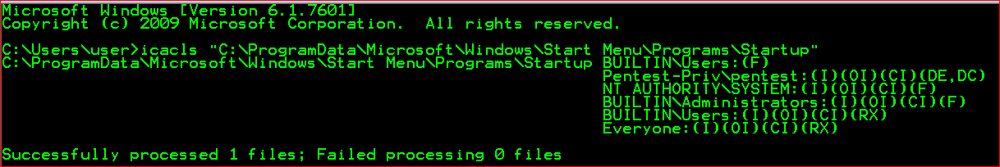 Microsoft Windows [Version 6.1.7601]
Copyright (c) 2009 Microsoft Corporation.  All rights reserved.
C:\Users\user>icacls "C:\ProgramData\Microsoft\Windows\Start Menu\Programs\Startup"
C:\ProgramData\Microsoft\Windows\Start Menu\Programs\Startup BUILTIN\Users:(F)
Pentest-Priv\pentest:(I)(OI)(CI)(DE,DC)
NT AUTHORITY\SYSTEM:(I)(OI)(CI)(F)
BUILTIN\Administrators:(I)(OI)(CI)(F)
BUILTIN\Users:(I)(OI)(CI)(RX)
Everyone:(I)(OI)(CI)(RX)
Successfully processed 1 files; Failed processing 0 files